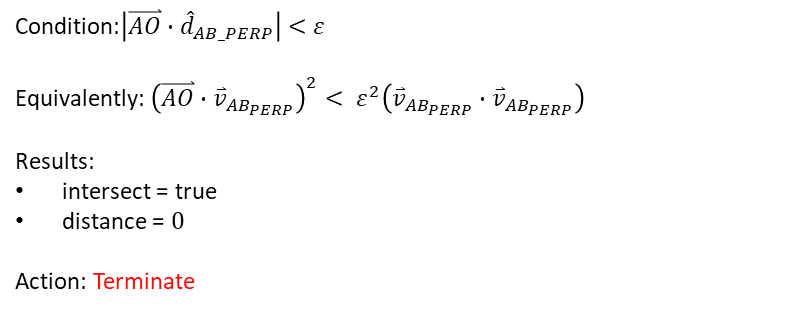 Condition:|AO⃗ · d̂_AB_PERP| < ε
Equivalently: (AO⃗ · v⃗_AB_PERP)² < ε²(v⃗_AB_PERP · v⃗_AB_PERP)
Results:
• intersect = true
• distance = 0
Action: Terminate